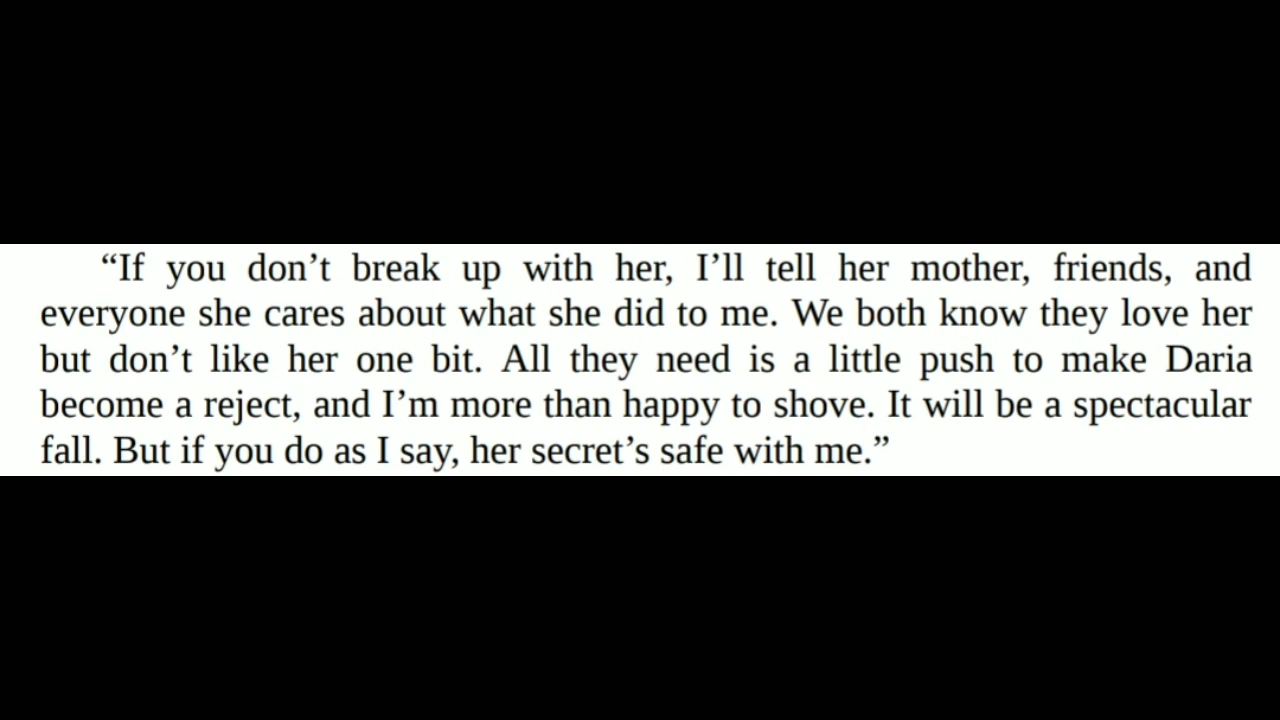 “If you don’t break up with her, I’ll tell her mother, friends, and
everyone she cares about what she did to me. We both know they love her
but don’t like her one bit. All they need is a little push to make Daria
become a reject, and I’m more than happy to shove. It will be a spectacular
fall. But if you do as I say, her secret’s safe with me.”